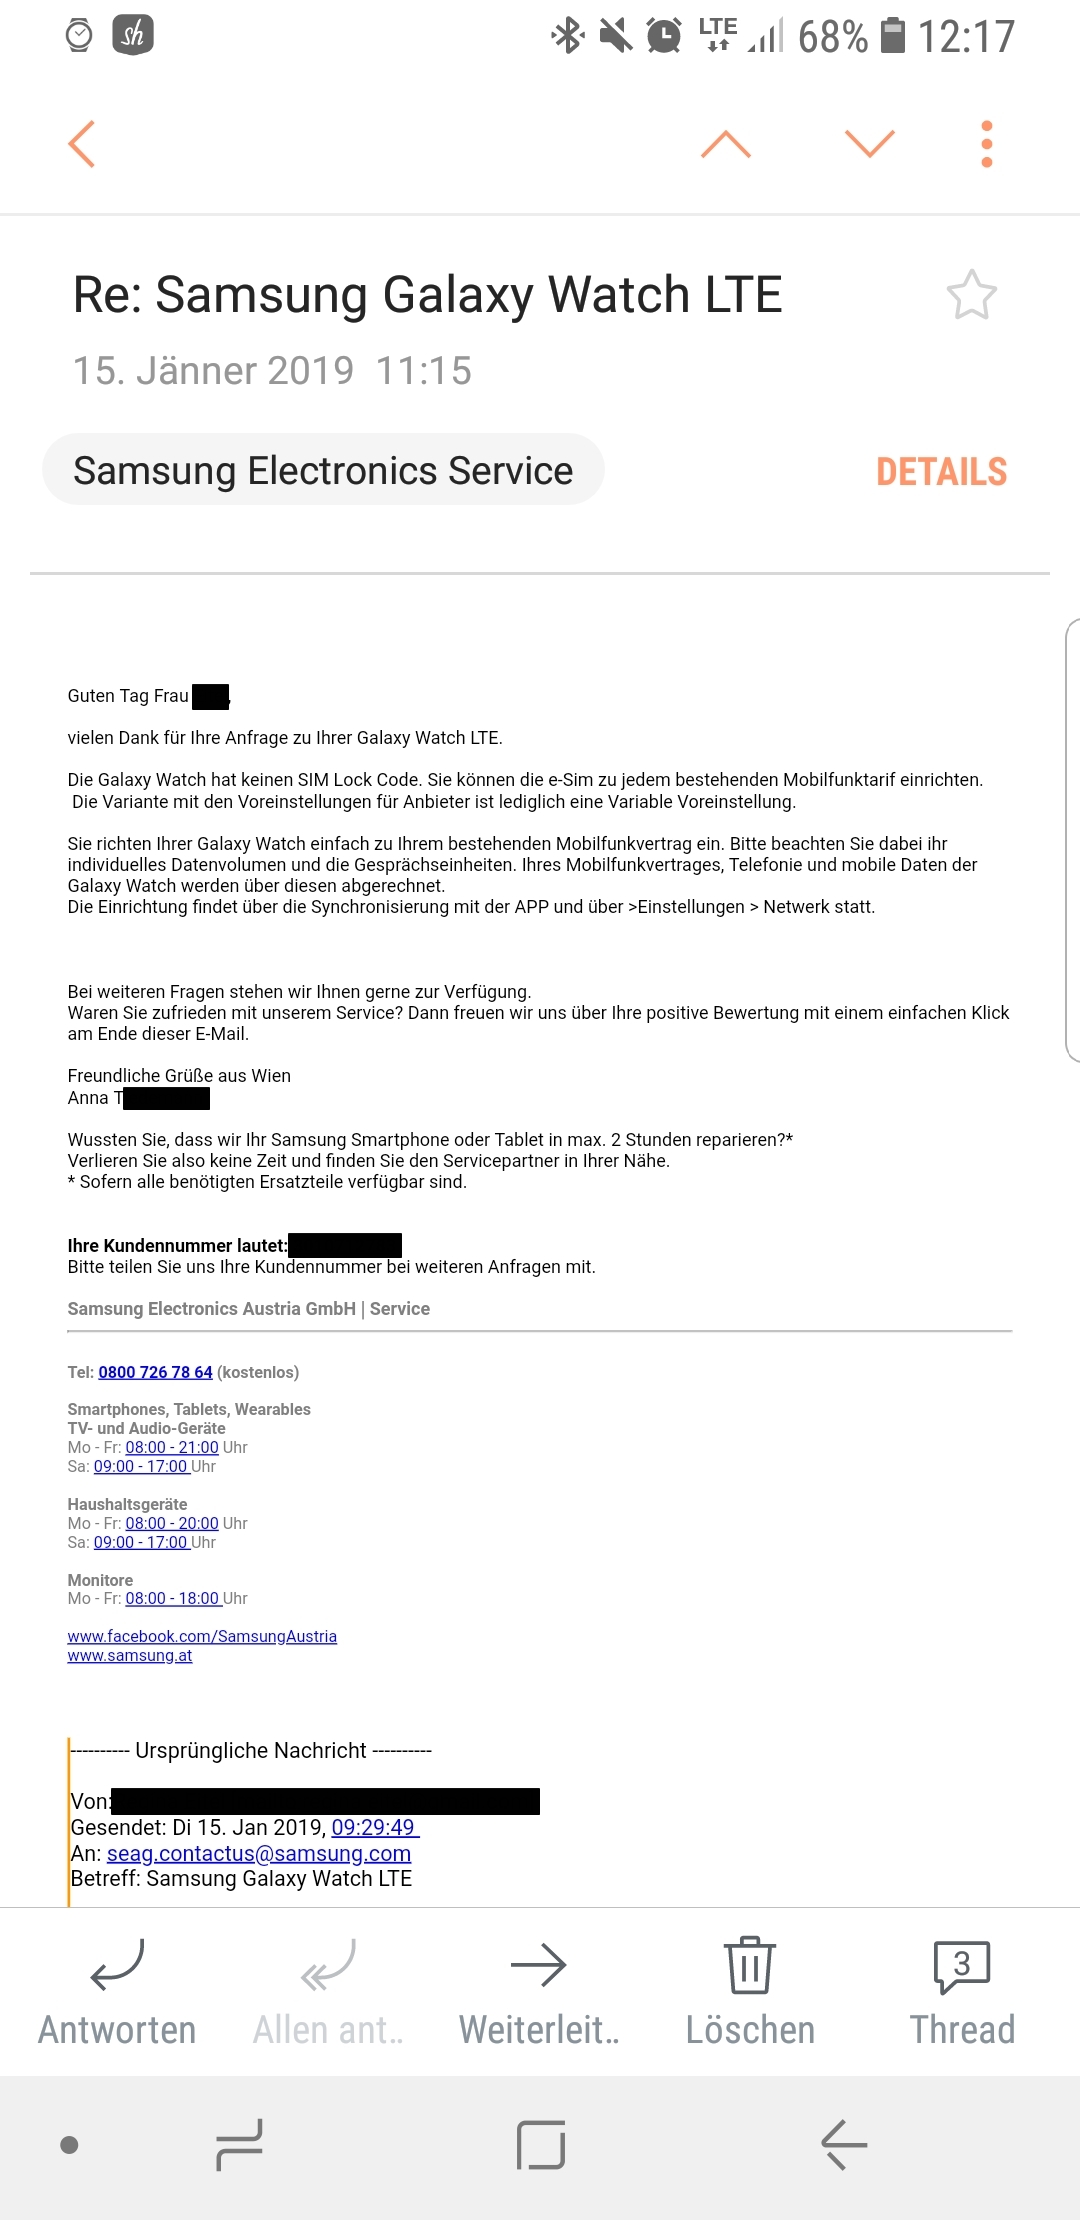 sh
LTE 68% 12:17
Re: Samsung Galaxy Watch LTE
15. Jänner 2019 11:15
Samsung Electronics Service
DETAILS
Guten Tag Frau ,
vielen Dank für Ihre Anfrage zu Ihrer Galaxy Watch LTE.
Die Galaxy Watch hat keinen SIM Lock Code. Sie können die e-Sim zu jedem bestehenden Mobilfunktarif einrichten.
Die Variante mit den Voreinstellungen für Anbieter ist lediglich eine Variable Voreinstellung.
Sie richten Ihrer Galaxy Watch einfach zu Ihrem bestehenden Mobilfunkvertrag ein. Bitte beachten Sie dabei ihr
individuelles Datenvolumen und die Gesprächseinheiten. Ihres Mobilfunkvertrages, Telefonie und mobile Daten der
Galaxy Watch werden über diesen abgerechnet.
Die Einrichtung findet über die Synchronisierung mit der APP und über >Einstellungen > Netwerk statt.
Bei weiteren Fragen stehen wir Ihnen gerne zur Verfügung.
Waren Sie zufrieden mit unserem Service? Dann freuen wir uns über Ihre positive Bewertung mit einem einfachen Klick
am Ende dieser E-Mail.
Freundliche Grüße aus Wien
Anna T
Wussten Sie, dass wir Ihr Samsung Smartphone oder Tablet in max. 2 Stunden reparieren?*
Verlieren Sie also keine Zeit und finden Sie den Servicepartner in Ihrer Nähe.
* Sofern alle benötigten Ersatzteile verfügbar sind.
Ihre Kundennummer lautet:
Bitte teilen Sie uns Ihre Kundennummer bei weiteren Anfragen mit.
Samsung Electronics Austria GmbH | Service
Tel: 0800 726 78 64 (kostenlos)
Smartphones, Tablets, Wearables
TV- und Audio-Geräte
Mo - Fr: 08:00 - 21:00 Uhr
Sa: 09:00 - 17:00 Uhr
Haushaltsgeräte
Mo - Fr: 08:00 - 20:00 Uhr
Sa: 09:00 - 17:00 Uhr
Monitore
Mo - Fr: 08:00 - 18:00 Uhr
www.facebook.com/SamsungAustria
www.samsung.at
---------- Ursprüngliche Nachricht ----------
Von:
Gesendet: Di 15. Jan 2019, 09:29:49
An: seag.contactus@samsung.com
Betreff: Samsung Galaxy Watch LTE
3
Antworten Allen ant.. Weiterleit.. Löschen Thread